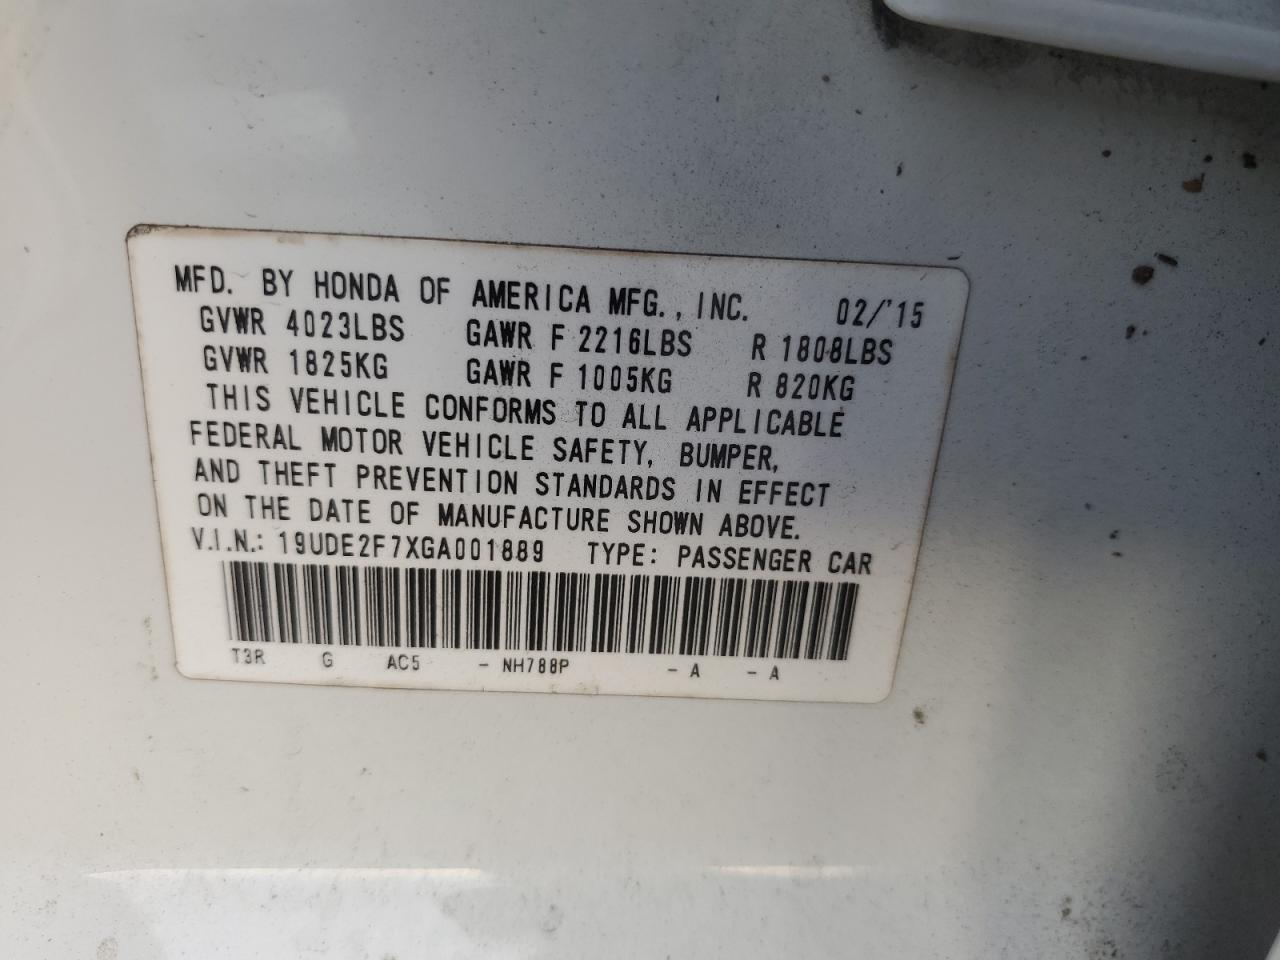 MFD. BY HONDA OF AMERICA MFG., INC. 02/'15
GVWR 4023LBS GAWR F 2216LBS R 1808LBS
GVWR 1825KG GAWR F 1005KG R 820KG
THIS VEHICLE CONFORMS TO ALL APPLICABLE
FEDERAL MOTOR VEHICLE SAFETY, BUMPER,
AND THEFT PREVENTION STANDARDS IN EFFECT
ON THE DATE OF MANUFACTURE SHOWN ABOVE.
V.I.N.: 19UDE2F7XGA001889 TYPE: PASSENGER CAR
T3R G AC5 - NH788P - A - A